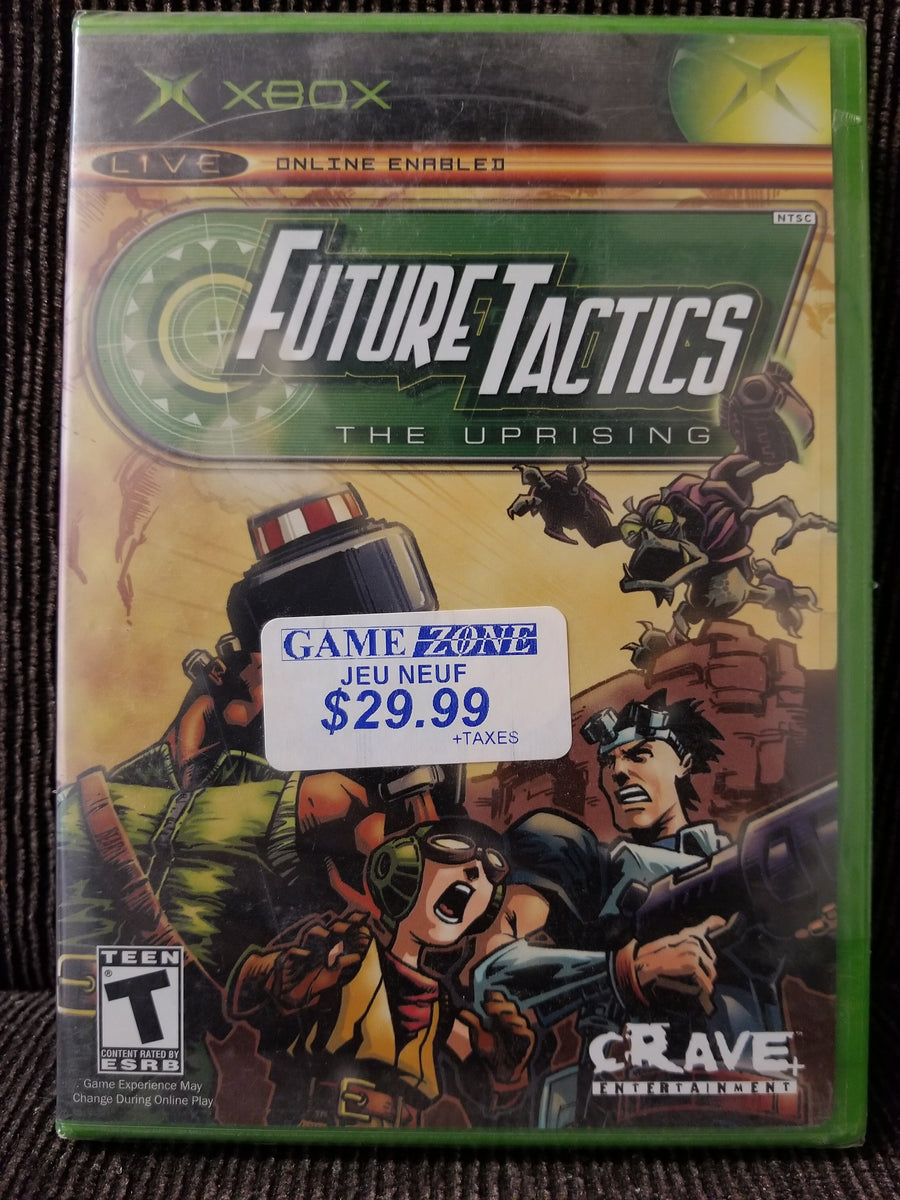 XBOX
LIVE ONLINE ENABLED
NTSC
FUTURE TACTICS
THE UPRISING
GAME ZONE
JEU NEUF
$29.99
+TAXES
TEEN
T
®
CONTENT RATED BY
ESRB
Game Experience May
Change During Online Play
CRAVE
ENTERTAINMENT